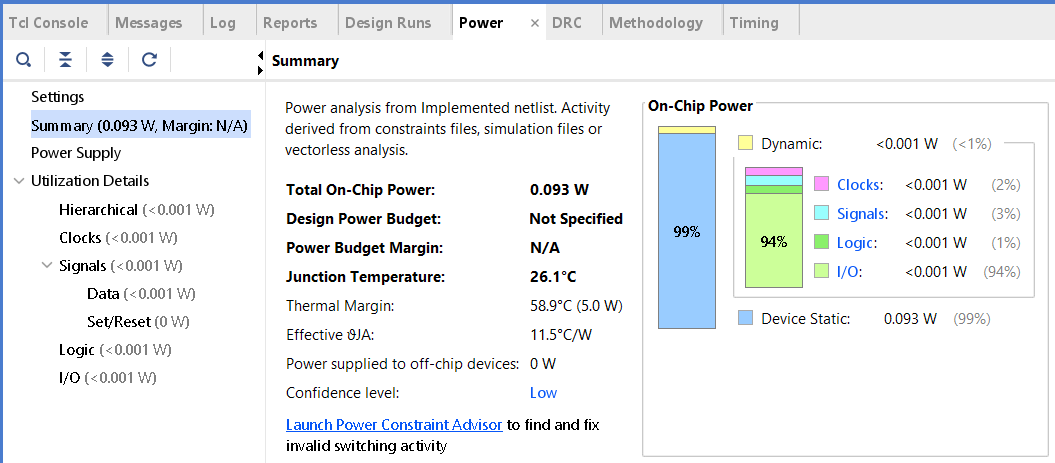 Tcl Console Messages Log Reports Design Runs Power × DRC Methodology Timing
Summary
Settings
Summary (0.093 W, Margin: N/A)
Power Supply
Utilization Details
Hierarchical (<0.001 W)
Clocks (<0.001 W)
Signals (<0.001 W)
Data (<0.001 W)
Set/Reset (0 W)
Logic (<0.001 W)
I/O (<0.001 W)
Power analysis from Implemented netlist. Activity
derived from constraints files, simulation files or
vectorless analysis.
Total On-Chip Power: 0.093 W
Design Power Budget: Not Specified
Power Budget Margin: N/A
Junction Temperature: 26.1°C
Thermal Margin: 58.9°C (5.0 W)
Effective ϑJA: 11.5°C/W
Power supplied to off-chip devices: 0 W
Confidence level: Low
Launch Power Constraint Advisor to find and fix
invalid switching activity
On-Chip Power
Dynamic: <0.001 W (<1%)
Clocks: <0.001 W (2%)
Signals: <0.001 W (3%)
Logic: <0.001 W (1%)
I/O: <0.001 W (94%)
99%
94%
Device Static: 0.093 W (99%)